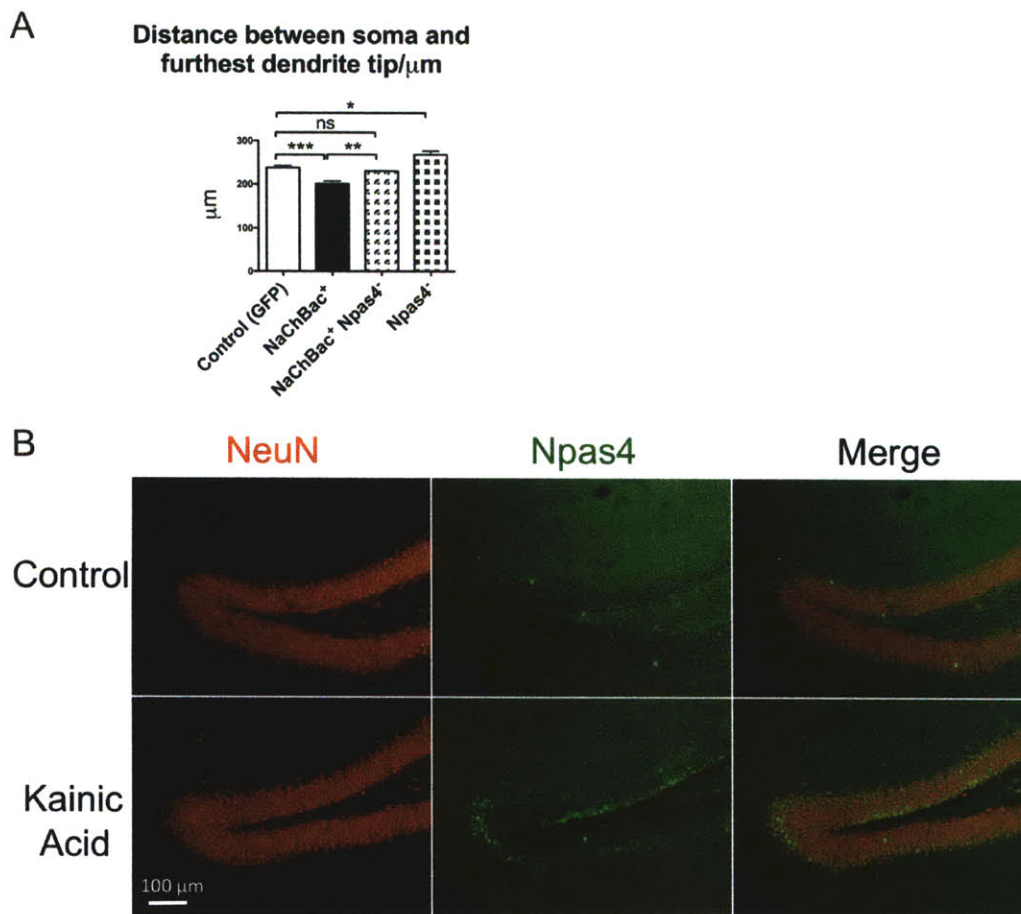 A
Distance between soma and
furthest dendrite tip/μm
*
ns
*** **
300
200
100
0
μm
Control (GFP)
NaChBac⁺
NaChBac⁺ Npas4⁻
Npas4⁻
B
NeuN Npas4 Merge
Control
Kainic
Acid
100 μm